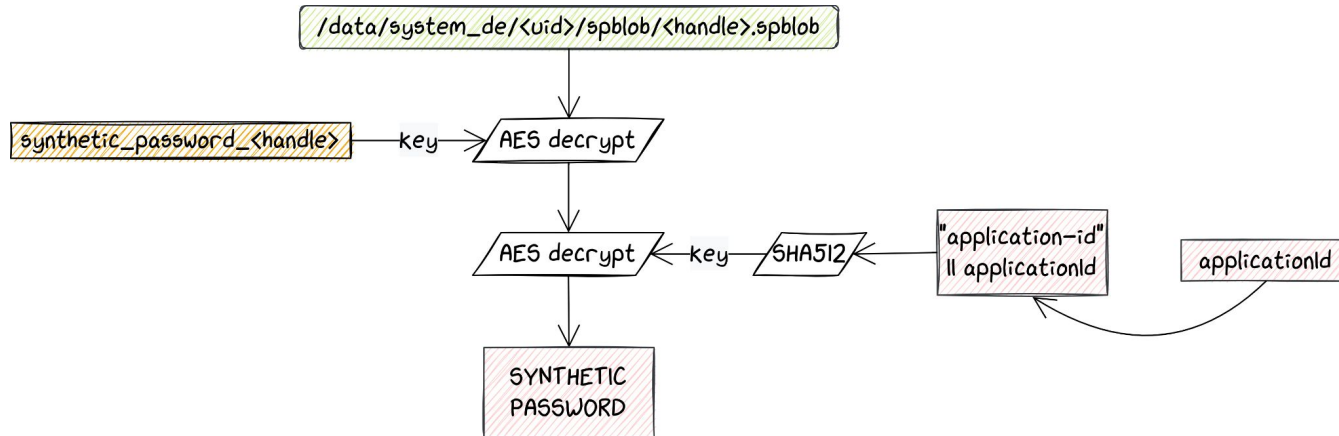 /data/system_de/<uid>/spblob/<handle>.spblob
synthetic_password_<handle>
key
AES decrypt
AES decrypt
key
SHA512
"application-id"
|| applicationId
applicationId
SYNTHETIC
PASSWORD